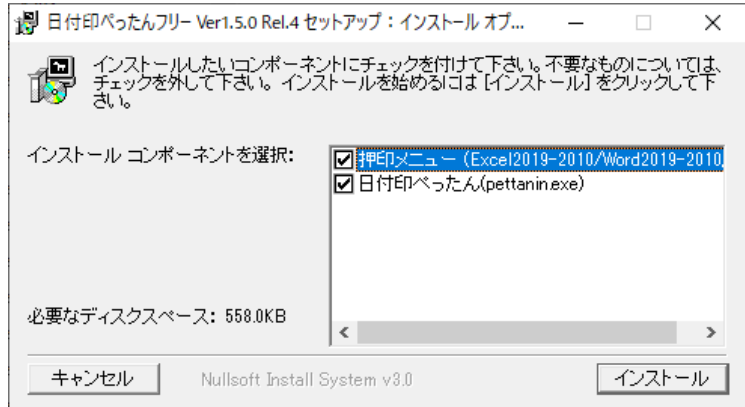 日付印ぺったんフリー Ver1.5.0 Rel.4 セットアップ：インストール オプ...
インストールしたいコンポーネントにチェックを付けて下さい。不要なものについては、
チェックを外して下さい。インストールを始めるには [インストール] をクリックして下
さい。
インストール コンポーネントを選択:
押印メニュー（Excel2019-2010/Word2019-2010,
日付印ぺったん(pettanin.exe)
必要なディスクスペース: 558.0KB
キャンセル
Nullsoft Install System v3.0
インストール